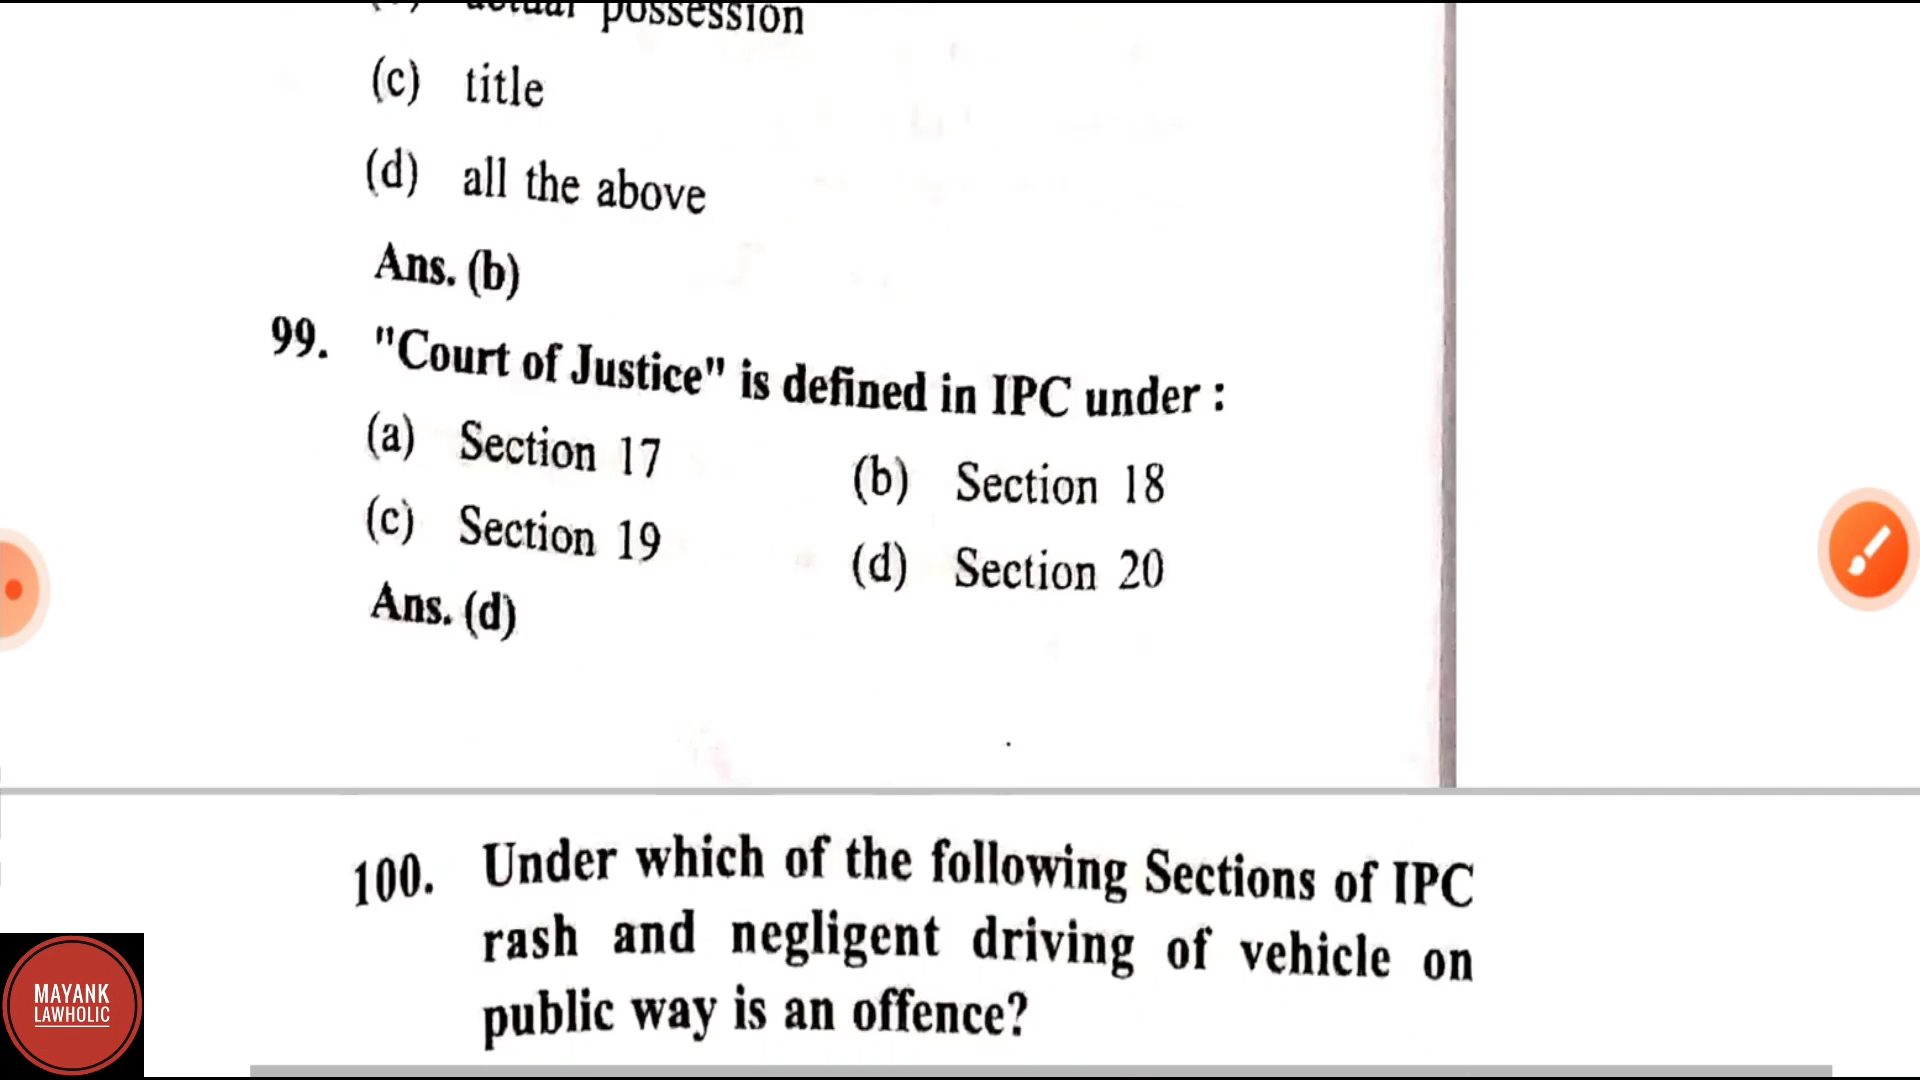 actual possession
(c) title
(d) all the above
Ans. (b)
99. "Court of Justice" is defined in IPC under :
(a) Section 17 (b) Section 18
(c) Section 19 (d) Section 20
Ans. (d)
100. Under which of the following Sections of IPC
rash and negligent driving of vehicle on
public way is an offence?
MAYANK
LAWHOLIC